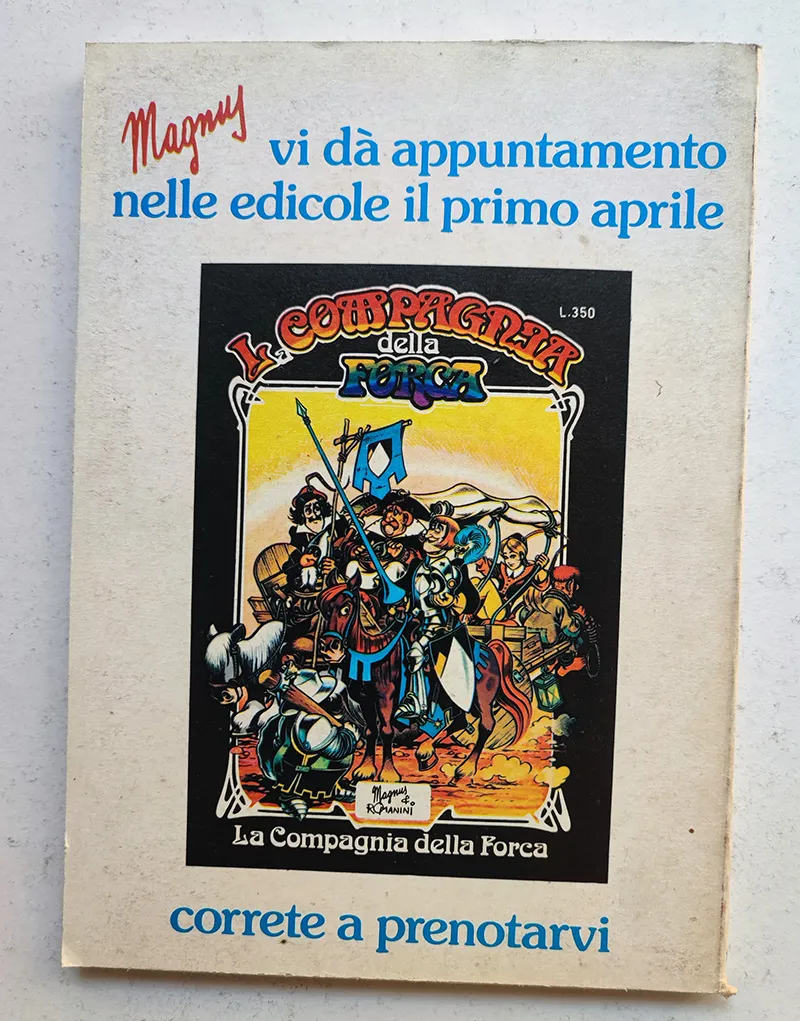 Magnus vi dà appuntamento
nelle edicole il primo aprile
L.350
La COMPAGNIA
della
FORCA
Magnus
& ROMANINI
La Compagnia della Forca
correte a prenotarvi